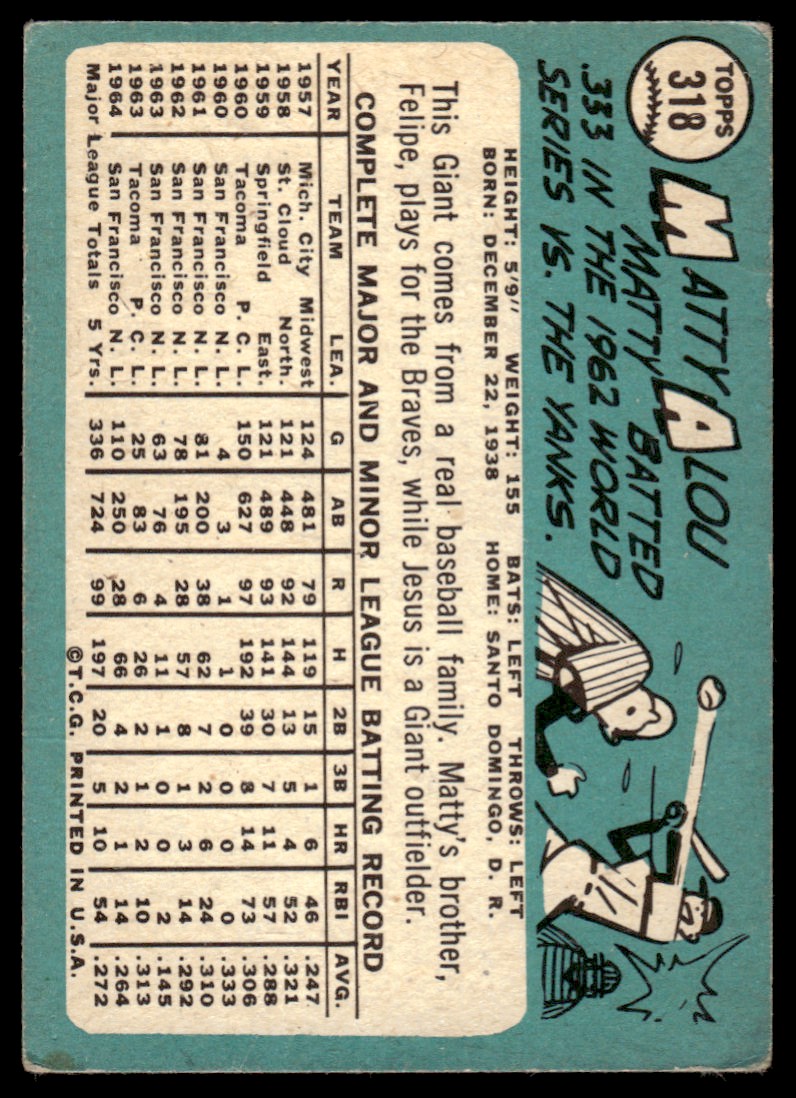 TOPPS
318
MATTY ALOU
MATTY BATTED
.333 IN THE 1962 WORLD
SERIES VS. THE YANKS.
HEIGHT: 5'9" WEIGHT: 155 BATS: LEFT THROWS: LEFT
BORN: DECEMBER 22, 1938 HOME: SANTO DOMINGO, D. R.
This Giant comes from a real baseball family. Matty's brother,
Felipe, plays for the Braves, while Jesus is a Giant outfielder.
COMPLETE MAJOR AND MINOR LEAGUE BATTING RECORD
YEAR TEAM LEA. G AB R H 2B 3B HR RBI AVG.
1957 Mich. City Midwest 124 481 79 119 15 1 6 46 .247
1958 St. Cloud North. 121 448 92 144 13 5 4 52 .321
1959 Springfield East. 121 489 93 141 30 7 11 57 .288
1960 Tacoma P. C. L. 150 627 97 192 39 8 14 73 .306
1960 San Francisco N. L. 4 3 1 1 0 0 0 0 .333
1961 San Francisco N. L. 81 200 38 62 7 2 6 24 .310
1962 San Francisco N. L. 78 195 28 57 8 1 3 14 .292
1963 San Francisco N. L. 63 76 4 11 1 0 0 2 .145
1963 Tacoma P. C. L. 25 83 6 26 2 1 2 10 .313
1964 San Francisco N. L. 110 250 28 66 4 2 1 14 .264
Major League Totals 5 Yrs. 336 724 99 197 20 5 10 54 .272
©T.C.G. PRINTED IN U.S.A.